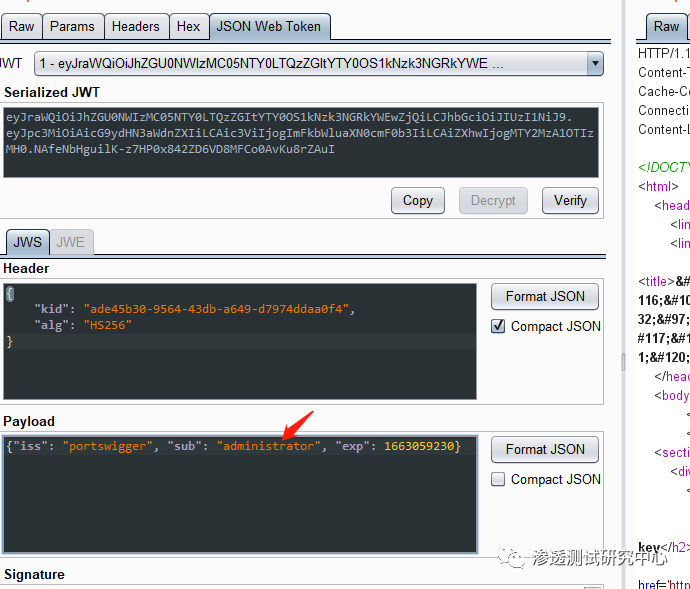 Raw Params Headers Hex JSON Web Token
JWT 1 - eyJraWQiOiJhZGU0NWIzMC05NTY0LTQzZGItYTY0OS1kNzk3NGRkYWE ...
Serialized JWT
eyJraWQiOiJhZGU0NWIzMC05NTY0LTQzZGItYTY0OS1kNzk3NGRkYWEwZjQiLCJhbGciOiJIUzI1NiJ9.
eyJpc3MiOiAicG9ydHN3aWdnZXIiLCAic3ViIjogImFkbWluaXN0cmF0b3IiLCAiZXhwIjogMTY2MzA1OTIz
MH0.NAfeNbHguilK-z7HP0x842ZD6VD8MFCo0AvKu8rZAuI
Copy Decrypt Verify
JWS JWE
Header
{
"kid": "ade45b30-9564-43db-a649-d7974ddaa0f4",
"alg": "HS256"
}
Format JSON
Compact JSON
Payload
{"iss": "portswigger", "sub": "administrator", "exp": 1663059230}
Format JSON
Compact JSON
Signature
Raw
HTTP/1.1
Content-T
Cache-Co
Connecti
Content-L
<!DOCTY
<html>
<head
<lin
<lin
<title>&#
116;&#10
32;&#97;
#117;&#1
1;&#120;
</head
<body
<
<
<secti
<div
<
key</h2>
href='http
渗透测试研究中心